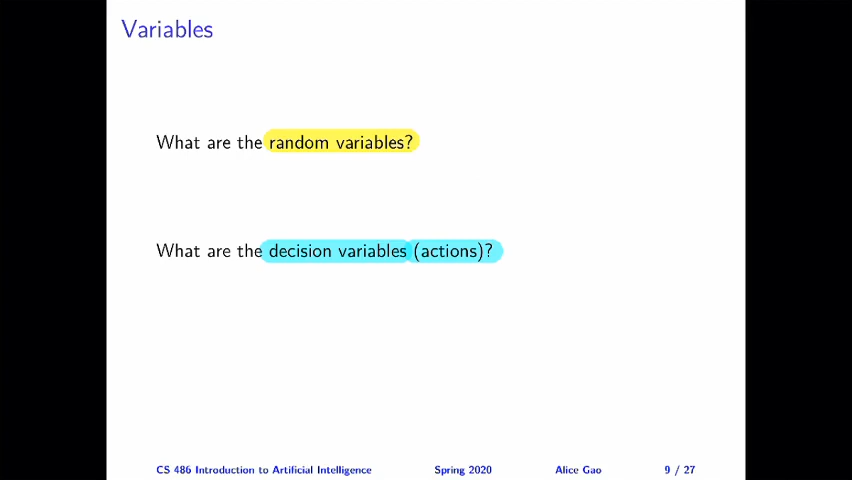 Variables
What are the random variables?
What are the decision variables (actions)?
CS 486 Introduction to Artificial Intelligence Spring 2020 Alice Gao 9 / 27